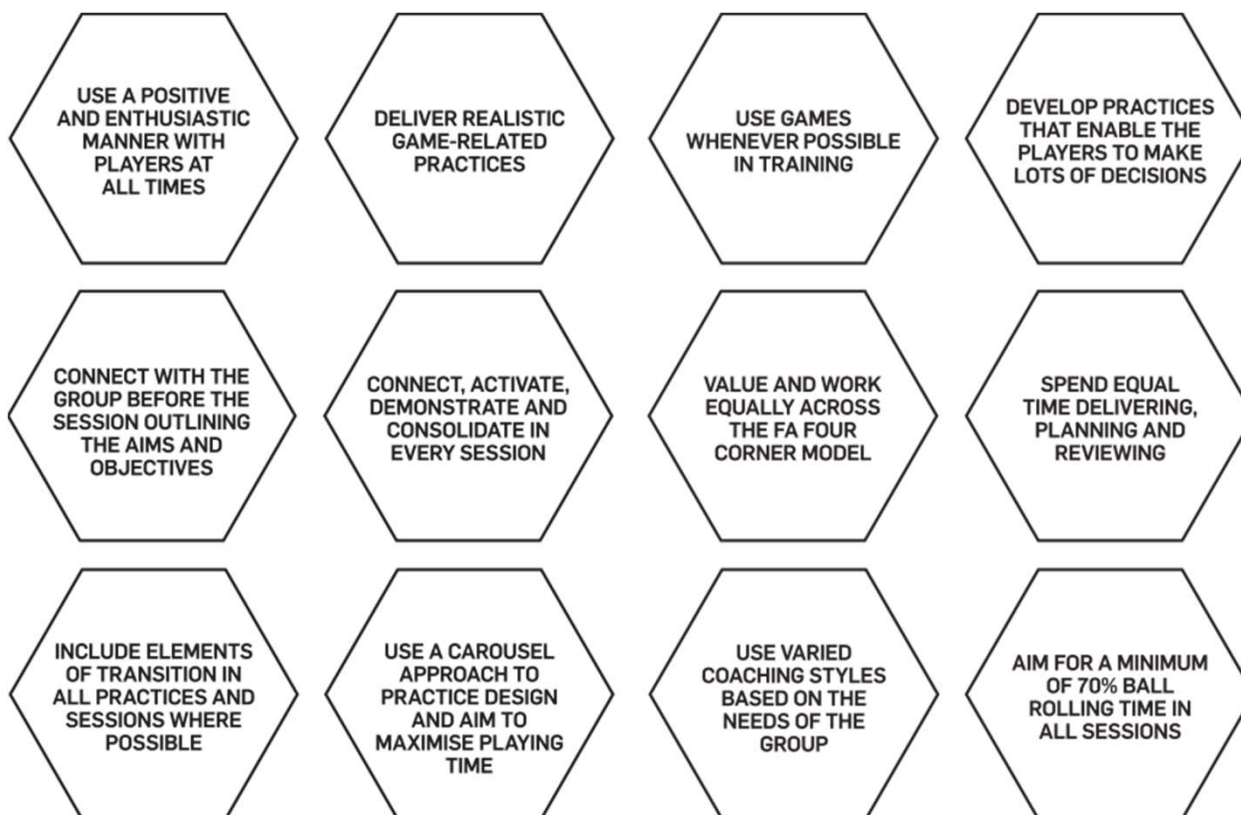 USE A POSITIVE
AND ENTHUSIASTIC
MANNER WITH
PLAYERS AT
ALL TIMES
DELIVER REALISTIC
GAME-RELATED
PRACTICES
USE GAMES
WHENEVER POSSIBLE
IN TRAINING
DEVELOP PRACTICES
THAT ENABLE THE
PLAYERS TO MAKE
LOTS OF DECISIONS
CONNECT WITH THE
GROUP BEFORE THE
SESSION OUTLINING
THE AIMS AND
OBJECTIVES
CONNECT, ACTIVATE,
DEMONSTRATE AND
CONSOLIDATE IN
EVERY SESSION
VALUE AND WORK
EQUALLY ACROSS
THE FA FOUR
CORNER MODEL
SPEND EQUAL
TIME DELIVERING,
PLANNING AND
REVIEWING
INCLUDE ELEMENTS
OF TRANSITION IN
ALL PRACTICES AND
SESSIONS WHERE
POSSIBLE
USE A CAROUSEL
APPROACH TO
PRACTICE DESIGN
AND AIM TO
MAXIMISE PLAYING
TIME
USE VARIED
COACHING STYLES
BASED ON THE
NEEDS OF THE
GROUP
AIM FOR A MINIMUM
OF 70% BALL
ROLLING TIME IN
ALL SESSIONS